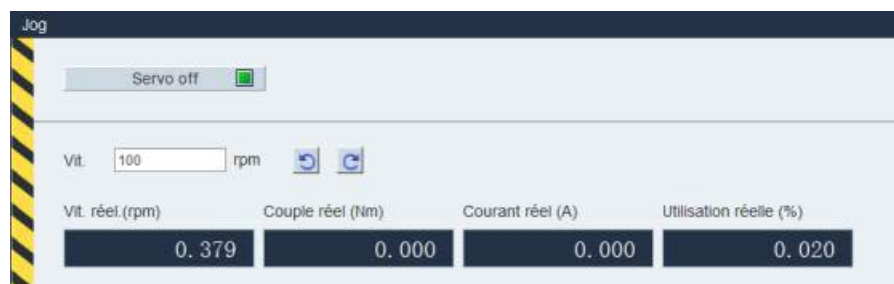 Jog
Servo off
Vit. 100 rpm
Vit. réel.(rpm) Couple réel (Nm) Courant réel (A) Utilisation réelle (%)
0.379 0.000 0.000 0.020